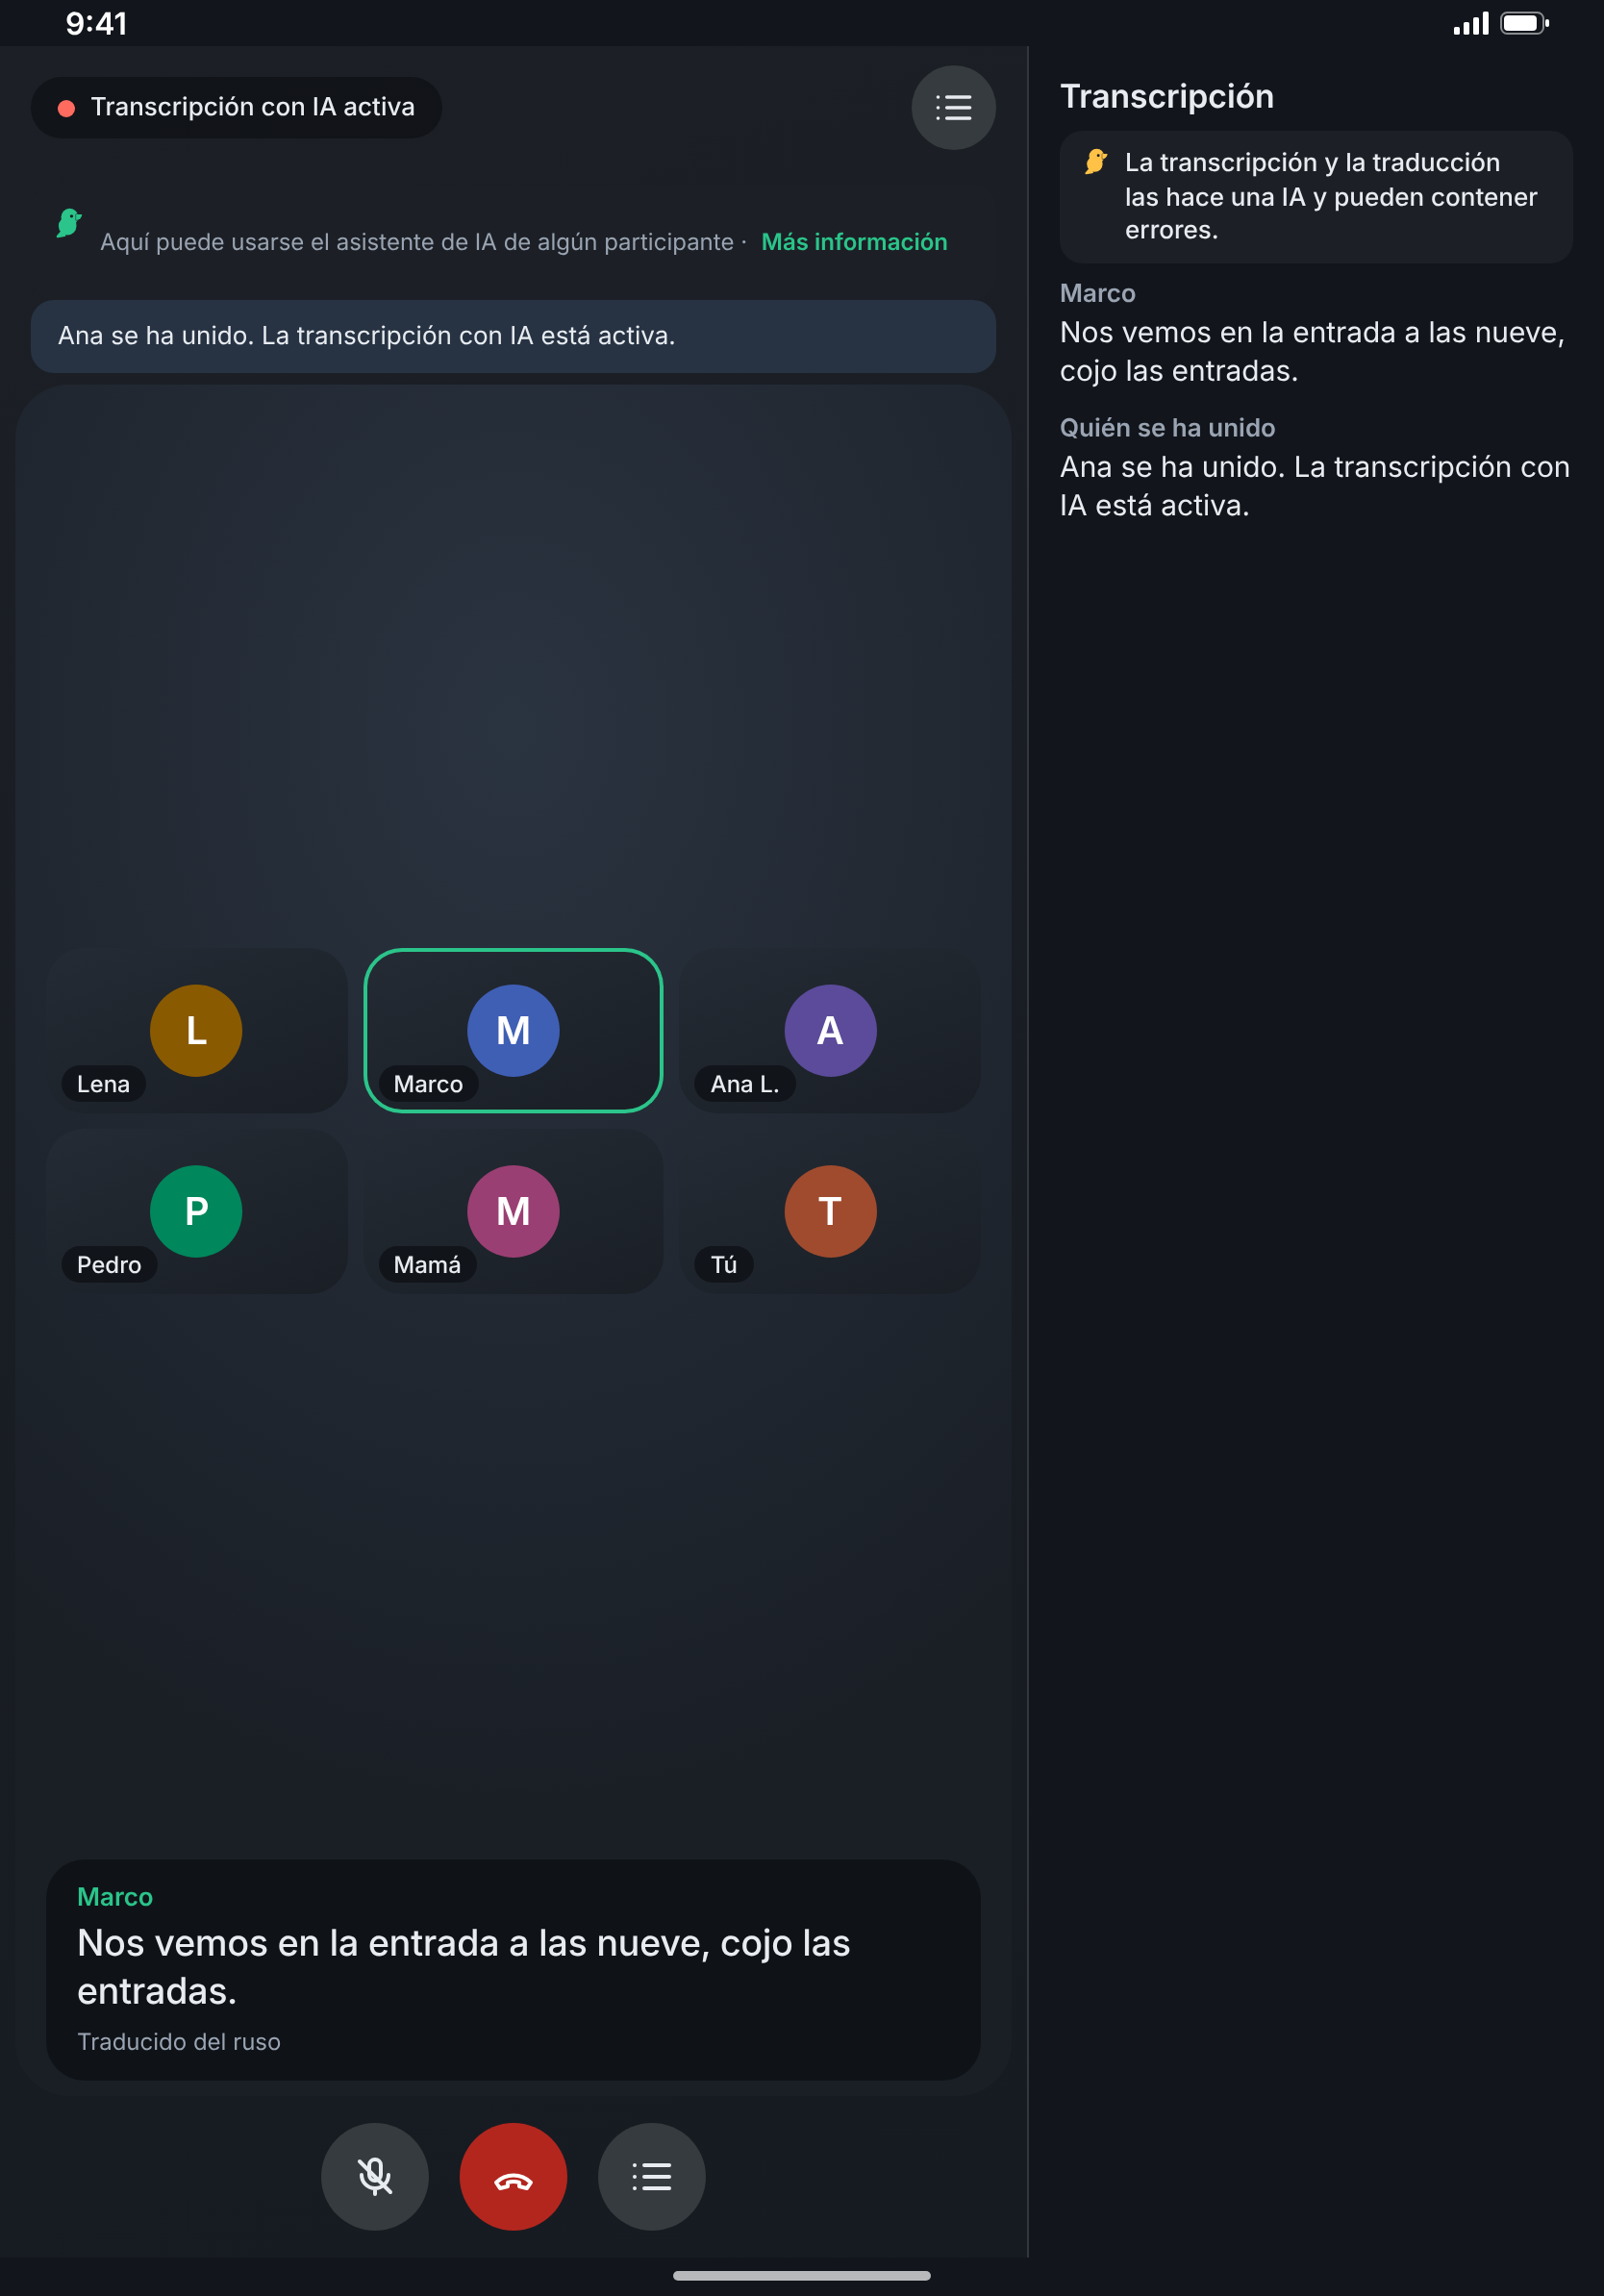 9:41
Transcripción con IA activa
Aquí puede usarse el asistente de IA de algún participante · Más información
Ana se ha unido. La transcripción con IA está activa.
L
Lena
M
Marco
A
Ana L.
P
Pedro
M
Mamá
T
Tú
Marco
Nos vemos en la entrada a las nueve, cojo las
entradas.
Traducido del ruso
Transcripción
La transcripción y la traducción
las hace una IA y pueden contener
errores.
Marco
Nos vemos en la entrada a las nueve,
cojo las entradas.
Quién se ha unido
Ana se ha unido. La transcripción con
IA está activa.